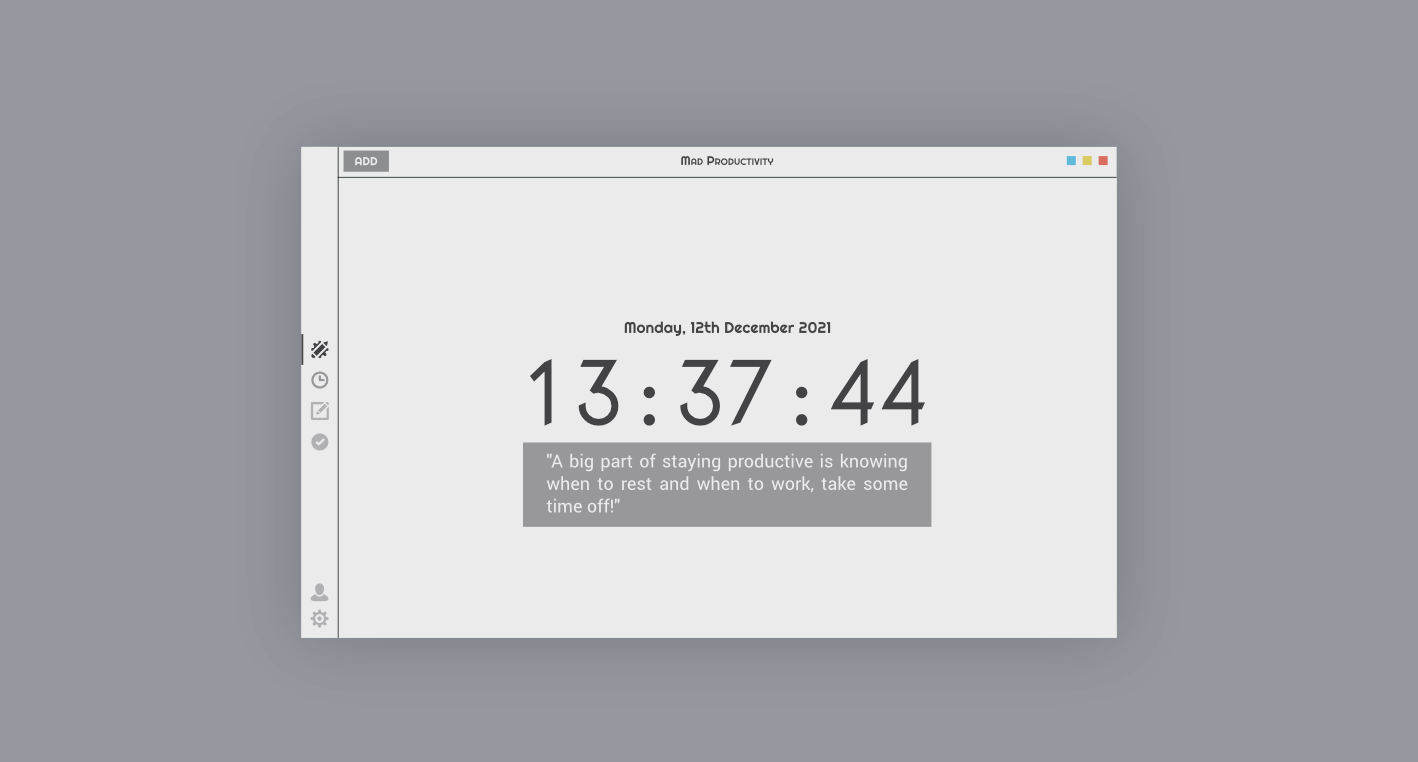 ADD
Mad Productivity
Monday, 12th December 2021
13:37:44
"A big part of staying productive is knowing
when to rest and when to work, take some
time off!"